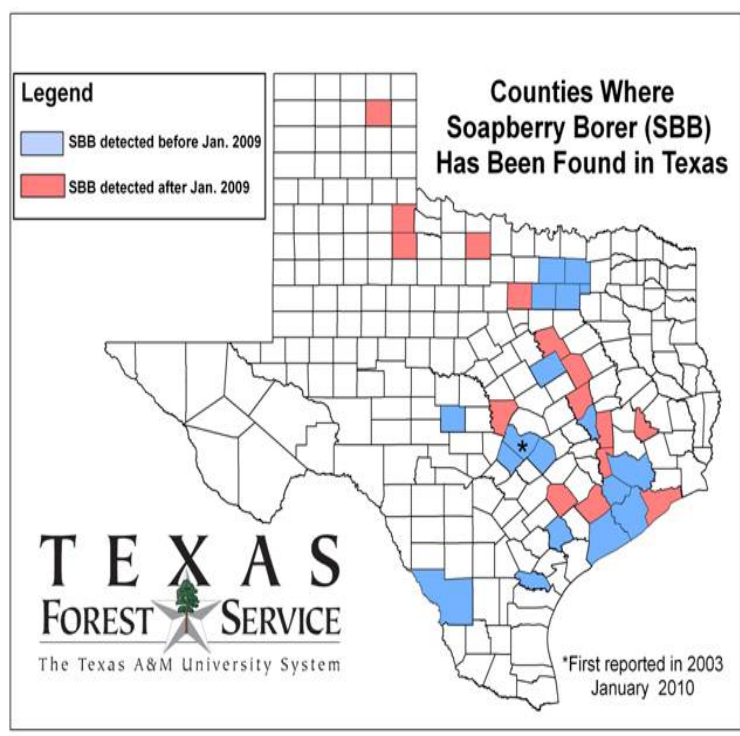 Legend
SBB detected before Jan. 2009
SBB detected after Jan. 2009
Counties Where
Soapberry Borer (SBB)
Has Been Found in Texas
*
TEXAS
FOREST SERVICE
The Texas A&M University System
*First reported in 2003
January 2010